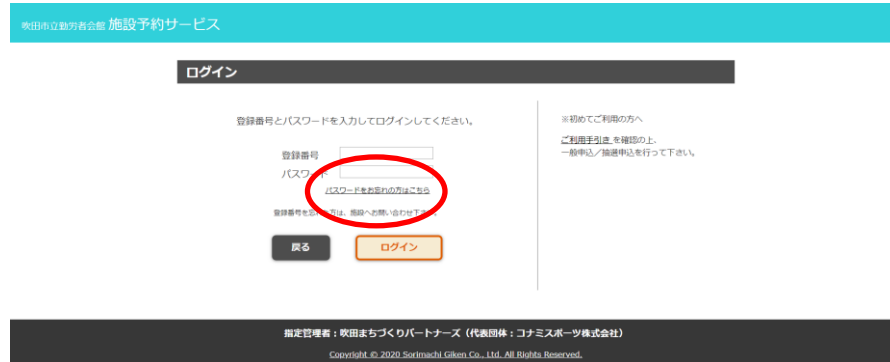 吹田市立勤労者会館 施設予約サービス
ログイン
登録番号とパスワードを入力してログインしてください。
登録番号
パスワード
パスワードをお忘れの方はこちら
登録番号を忘れた方は、施設へお問い合わせ下さい。
戻る
ログイン
※初めてご利用の方へ
ご利用手引き を確認の上、
一般申込/抽選申込を行って下さい。
指定管理者：吹田まちづくりパートナーズ（代表団体：コナミスポーツ株式会社）
Copyright © 2020 Sorimachi Giken Co., Ltd. All Rights Reserved.